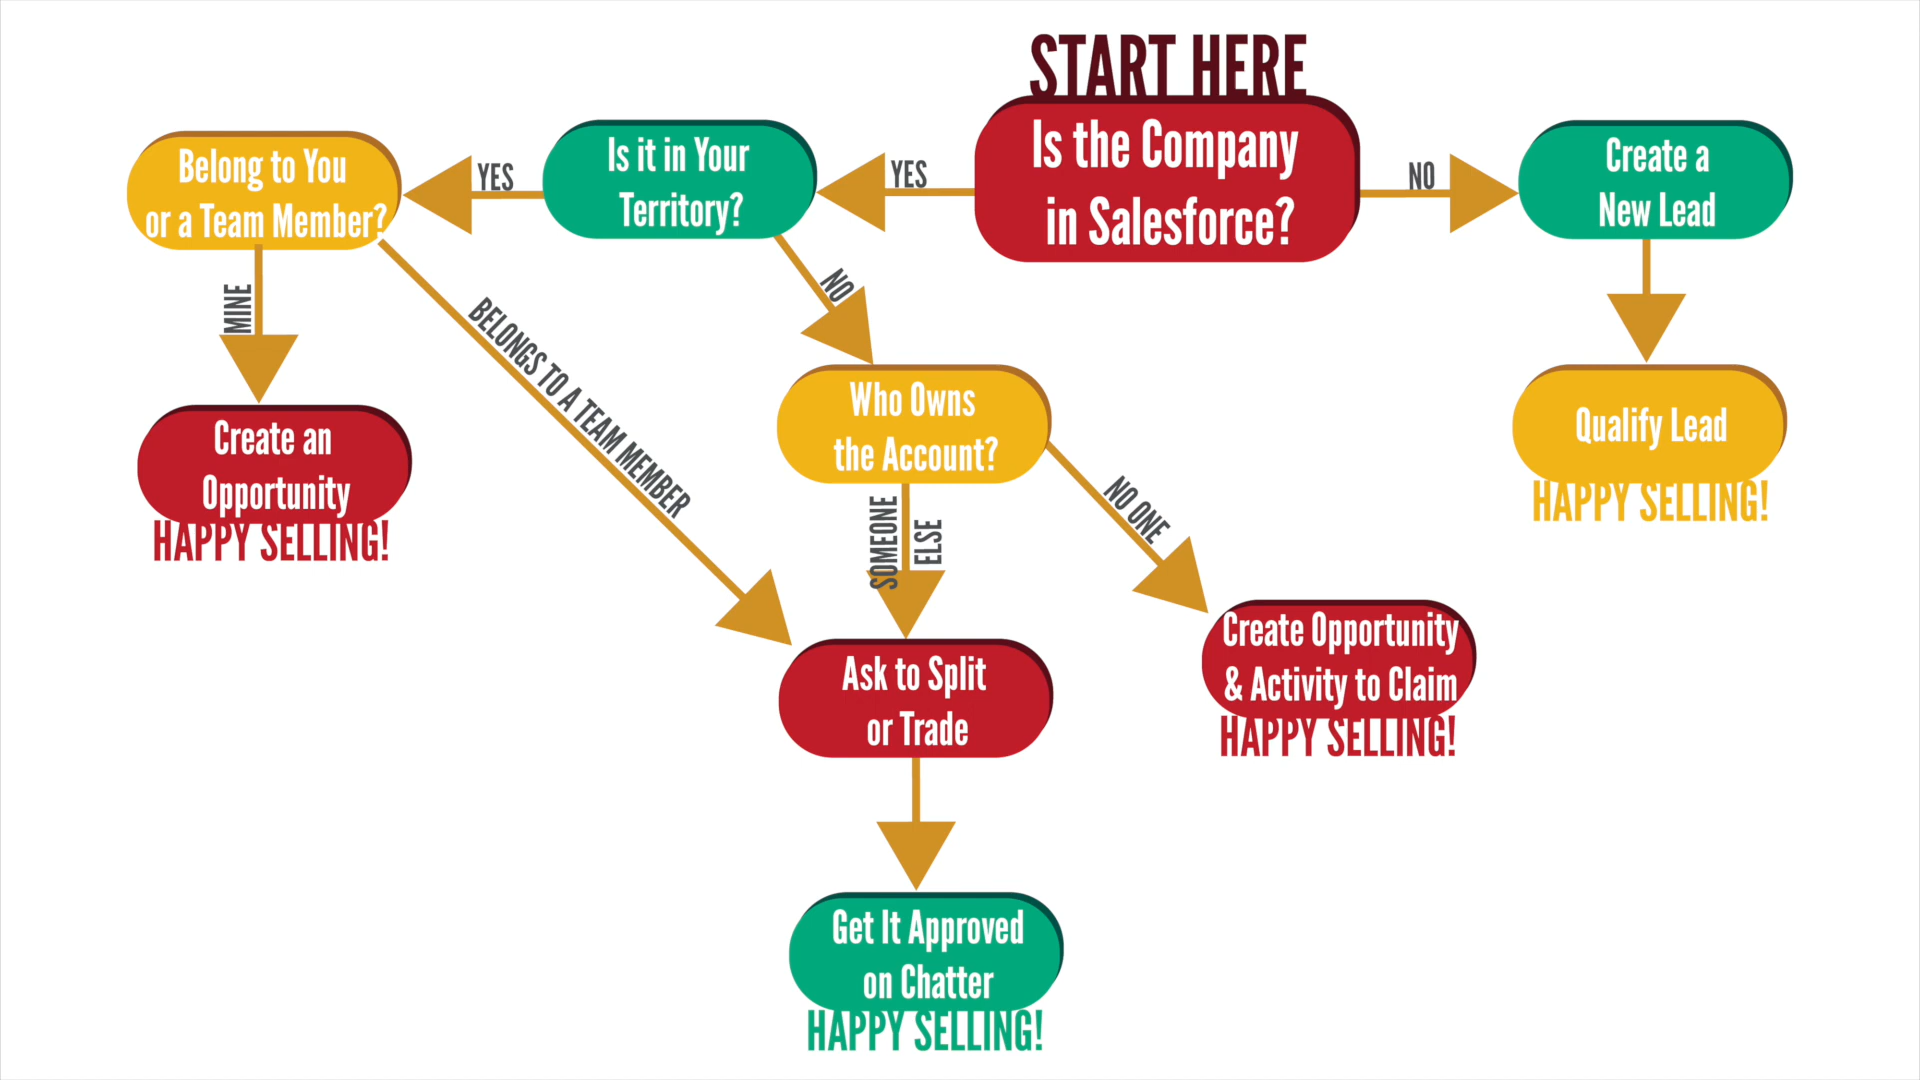 START HERE
Is the Company
in Salesforce?
YES
NO
Is it in Your
Territory?
YES
NO
Belong to You
or a Team Member?
MINE
BELONGS TO A TEAM MEMBER
Create an
Opportunity
HAPPY SELLING!
Who Owns
the Account?
SOMEONE
ELSE
NO ONE
Create a
New Lead
Qualify Lead
HAPPY SELLING!
Create Opportunity
& Activity to Claim
HAPPY SELLING!
Ask to Split
or Trade
Get It Approved
on Chatter
HAPPY SELLING!